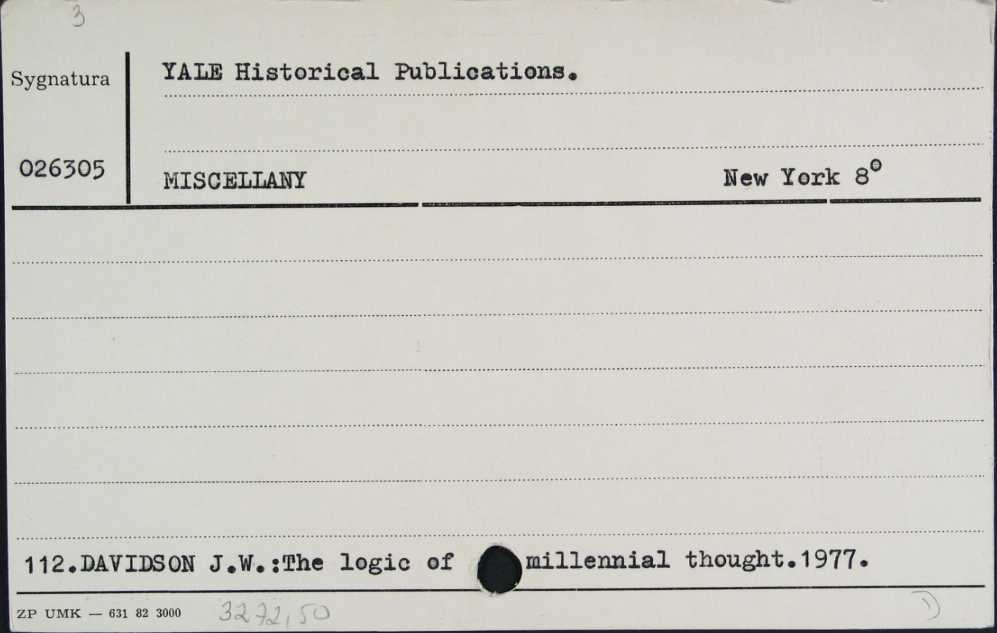 3
Sygnatura
YALE Historical Publications.
026305
MISCELLANY New York 8°
112.DAVIDSON J.W.:The logic of millennial thought.1977.
ZP UMK — 631 82 3000 3272,50